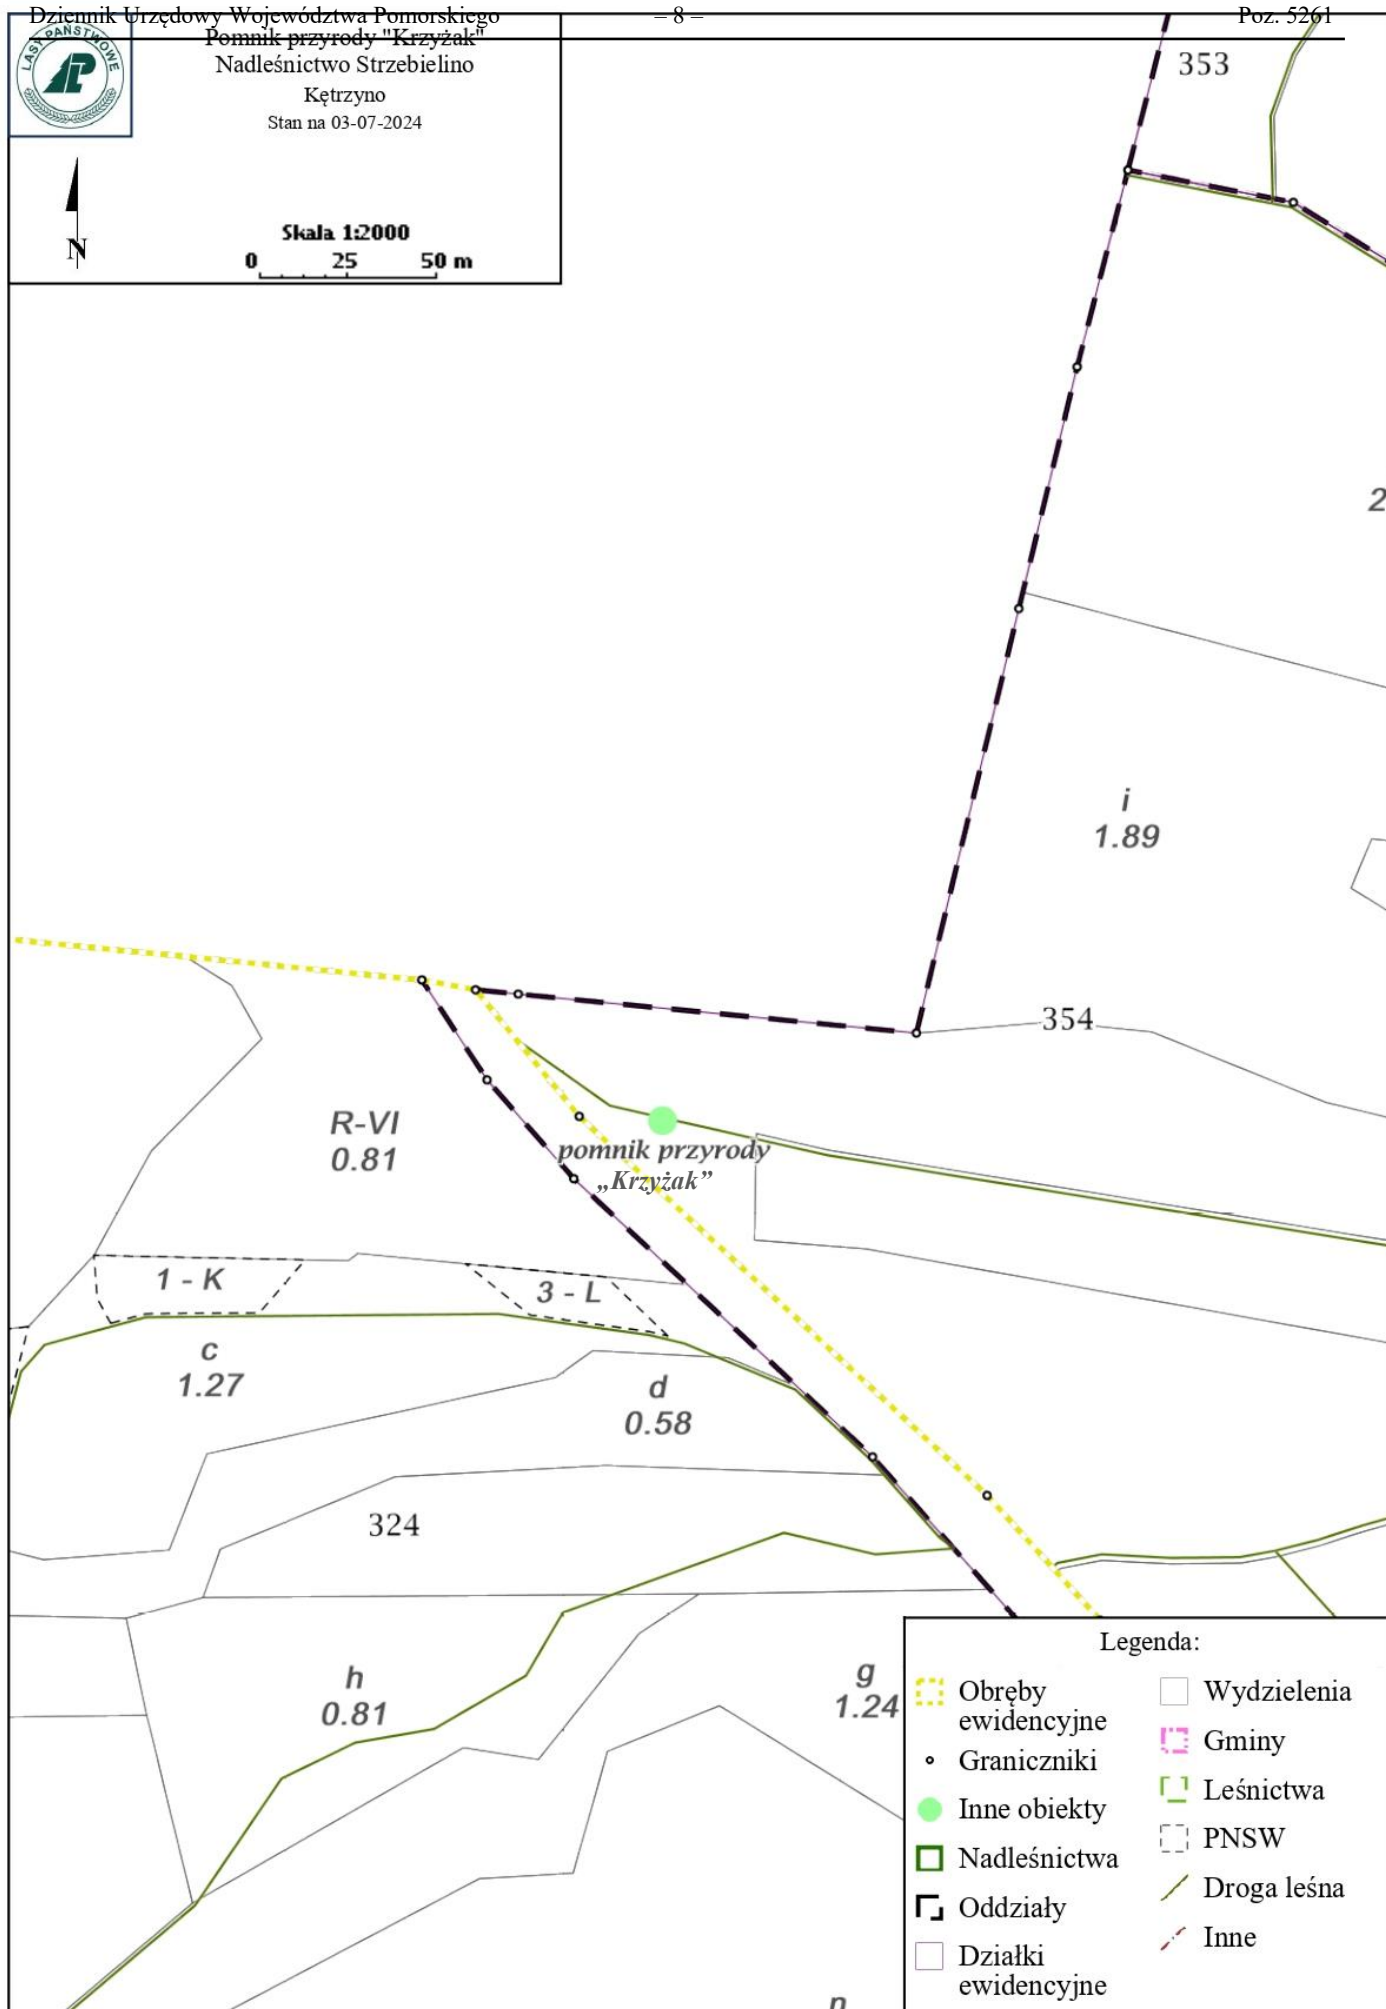 Dziennik Urzędowy Województwa Pomorskiego – 8 – Poz. 5261
LASY PAŃSTWOWE
Pomnik przyrody "Krzyżak"
Nadleśnictwo Strzebielino
Kętrzyno
Stan na 03-07-2024
N
Skala 1:2000
0 25 50 m
353
2
i
1.89
354
R-VI
0.81
pomnik przyrody
„Krzyżak”
1 - K
3 - L
c
1.27
d
0.58
324
h
0.81
g
1.24
Legenda:
Obręby
ewidencyjne
Graniczniki
Inne obiekty
Nadleśnictwa
Oddziały
Działki
ewidencyjne
Wydzielenia
Gminy
Leśnictwa
PNSW
Droga leśna
Inne